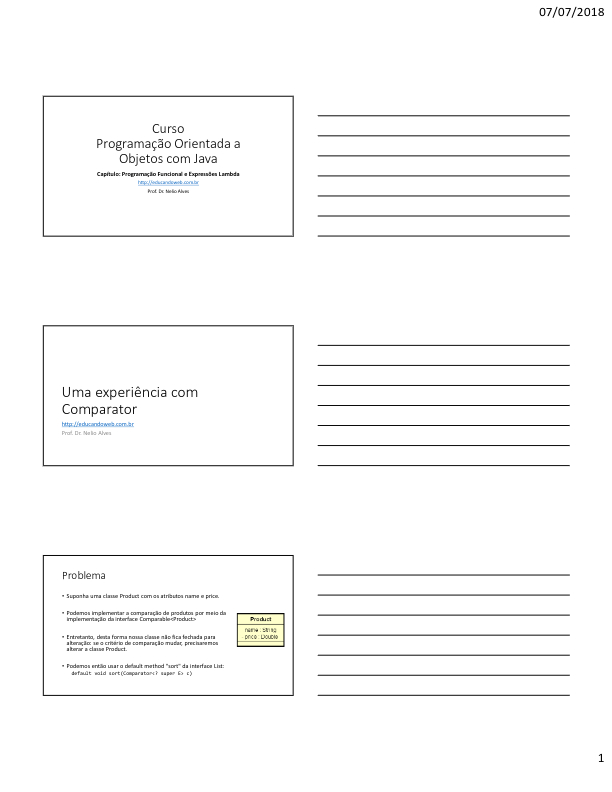 07/07/2018
Curso
Programação Orientada a
Objetos com Java
Capítulo: Programação Funcional e Expressões Lambda
http://educandoweb.com.br
Prof. Dr. Nelio Alves
Uma experiência com
Comparator
http://educandoweb.com.br
Prof. Dr. Nelio Alves
Problema
• Suponha uma classe Product com os atributos name e price.
• Podemos implementar a comparação de produtos por meio da
implementação da interface Comparable<Product>
• Entretanto, desta forma nossa classe não fica fechada para
alteração: se o critério de comparação mudar, precisaremos
alterar a classe Product.
• Podemos então usar o default method "sort" da interface List:
default void sort(Comparator<? super E> c)
Product
name : String
price : Double
1